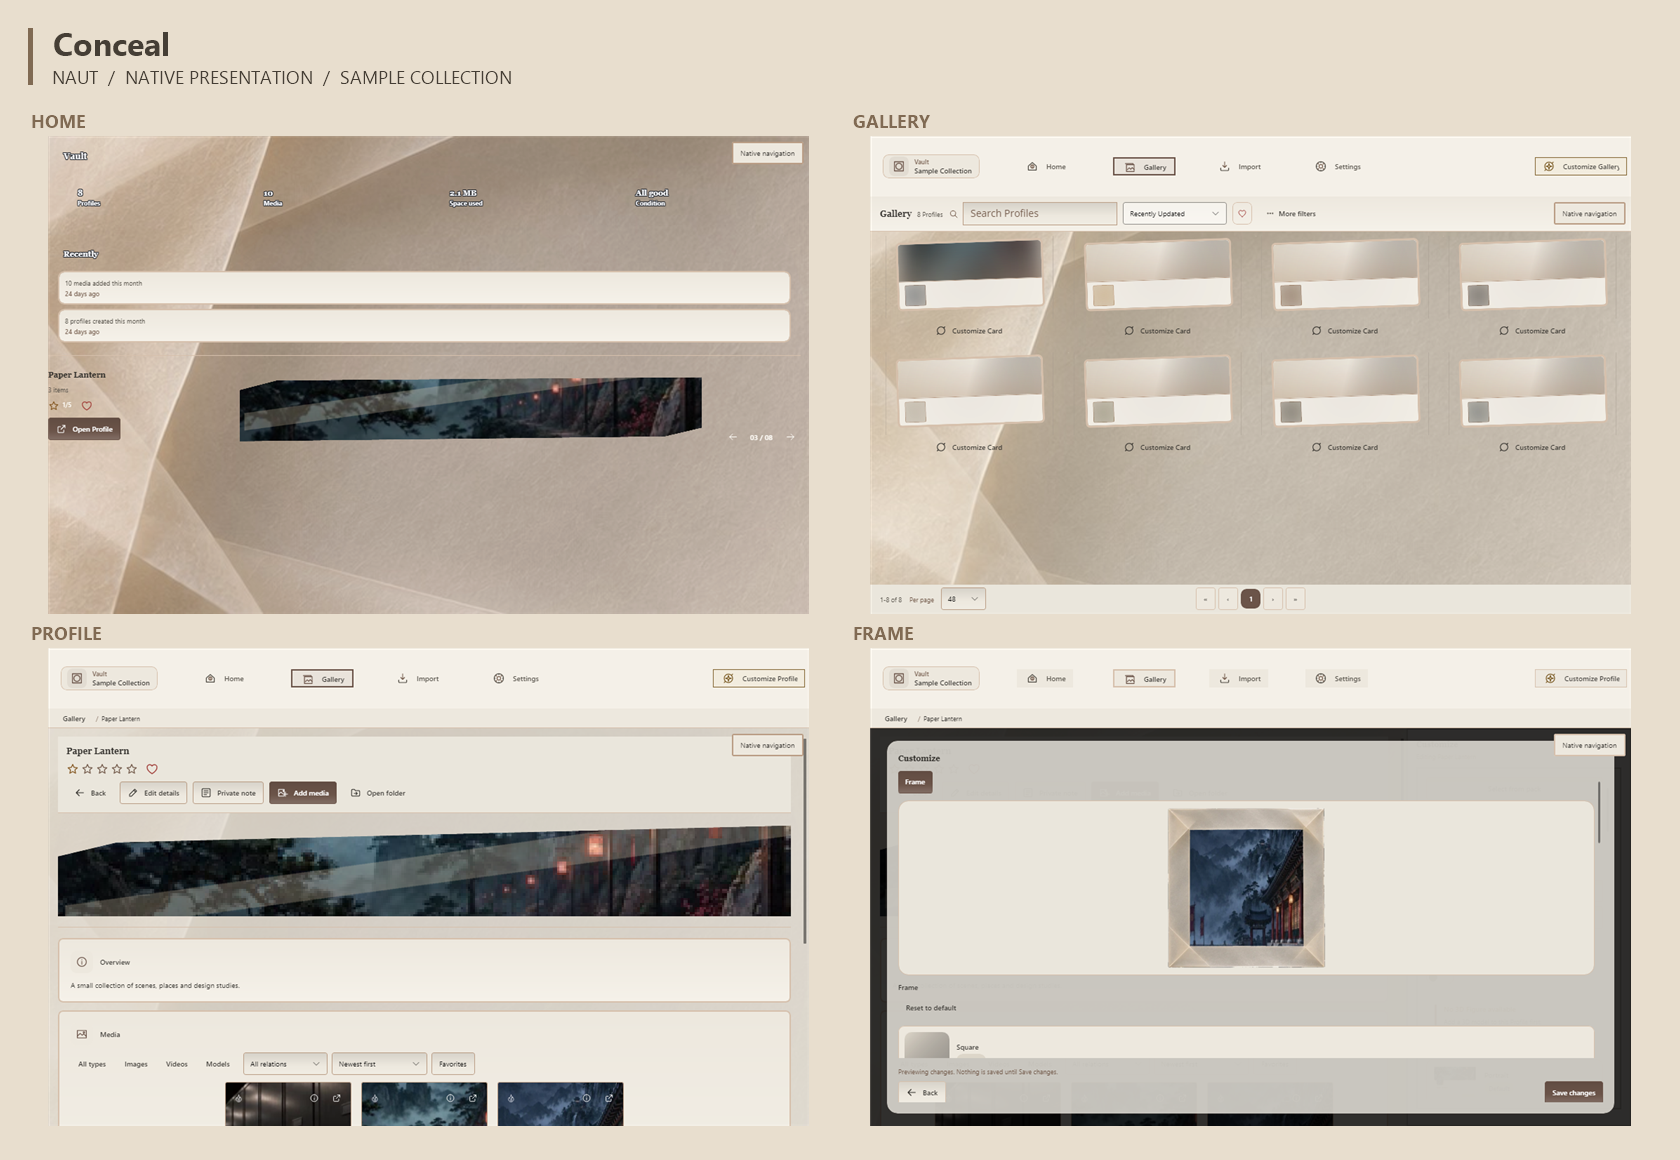 Conceal
NAUT / NATIVE PRESENTATION / SAMPLE COLLECTION
HOME
Vault
Native navigation
8
Profiles
10
Media
2.1 MB
Space used
All good
Condition
Recently
10 media added this month
24 days ago
8 profiles created this month
24 days ago
Paper Lantern
3 items
1/5
Open Profile
03 / 08
GALLERY
Vault
Sample Collection
Home
Gallery
Import
Settings
Customize Gallery
Gallery 8 Profiles
Search Profiles
Recently Updated
More filters
Native navigation
Customize Card
Customize Card
Customize Card
Customize Card
Customize Card
Customize Card
Customize Card
Customize Card
1-8 of 8 Per page 48
« ‹ 1 › »
PROFILE
Vault
Sample Collection
Home
Gallery
Import
Settings
Customize Profile
Gallery / Paper Lantern
Native navigation
Paper Lantern
Back
Edit details
Private note
Add media
Open folder
Overview
A small collection of scenes, places and design studies.
Media
All types
Images
Videos
Models
All relations
Newest first
Favorites
FRAME
Vault
Sample Collection
Home
Gallery
Import
Settings
Customize Profile
Gallery / Paper Lantern
Native navigation
Customize
Frame
Frame
Reset to default
Square
Previewing changes. Nothing is saved until Save changes.
Back
Save changes